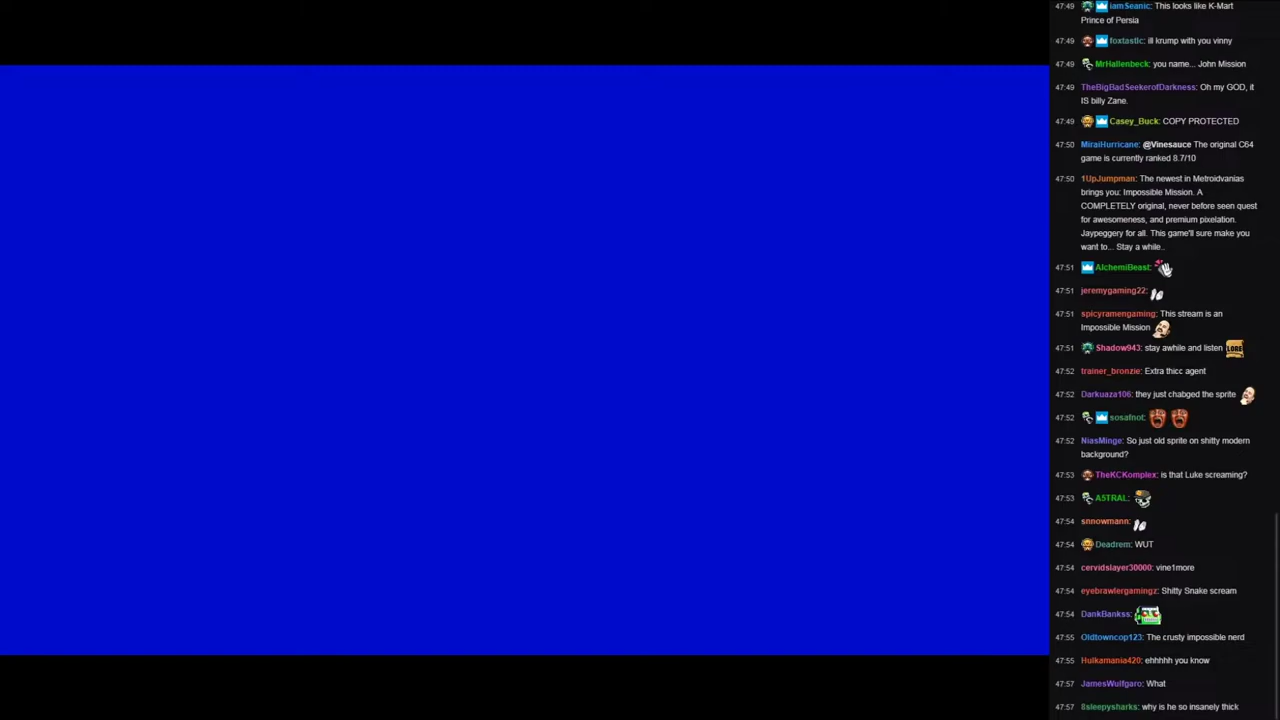 47:49 iamSeanic: This looks like K-Mart
Prince of Persia
47:49 foxtastic: ill krump with you vinny
47:49 MrHallenbeck: you name... John Mission
TheBigBadSeekerofDarkness: Oh my GOD, it
47:49 IS billy Zane.
47:49 Casey_Buck: COPY PROTECTED
47:50 MiraiHurricane: @Vinesauce The original C64
game is currently ranked 8.7/10
47:50 1UpJumpman: The newest in Metroidvanias
brings you: Impossible Mission. A
COMPLETELY original, never before seen quest
for awesomeness, and premium pixelation.
Jaypeggery for all. This game'll sure make you
want to... Stay a while..
47:51 AlchemiBeast:
47:51 jeremygaming22:
47:51 spicyramengaming: This stream is an
Impossible Mission
47:51 Shadow943: stay awhile and listen LORE
47:52 trainer_bronzie: Extra thicc agent
47:52 Darkuaza106: they just chabged the sprite
47:52 sosafnot:
47:52 NiasMinge: So just old sprite on shitty modern
background?
47:53 TheKCKomplex: is that Luke screaming?
47:53 A5TRAL:
47:54 snnowmann:
47:54 Deadrem: WUT
47:54 cervidslayer30000: vine1more
47:54 eyebrawlergamingz: Shitty Snake scream
47:54 DankBankss:
47:55 Oldtowncop123: The crusty impossible nerd
47:55 Hulkamania420: ehhhhh you know
47:57 JamesWulfgaro: What
47:57 8sleepysharks: why is he so insanely thick